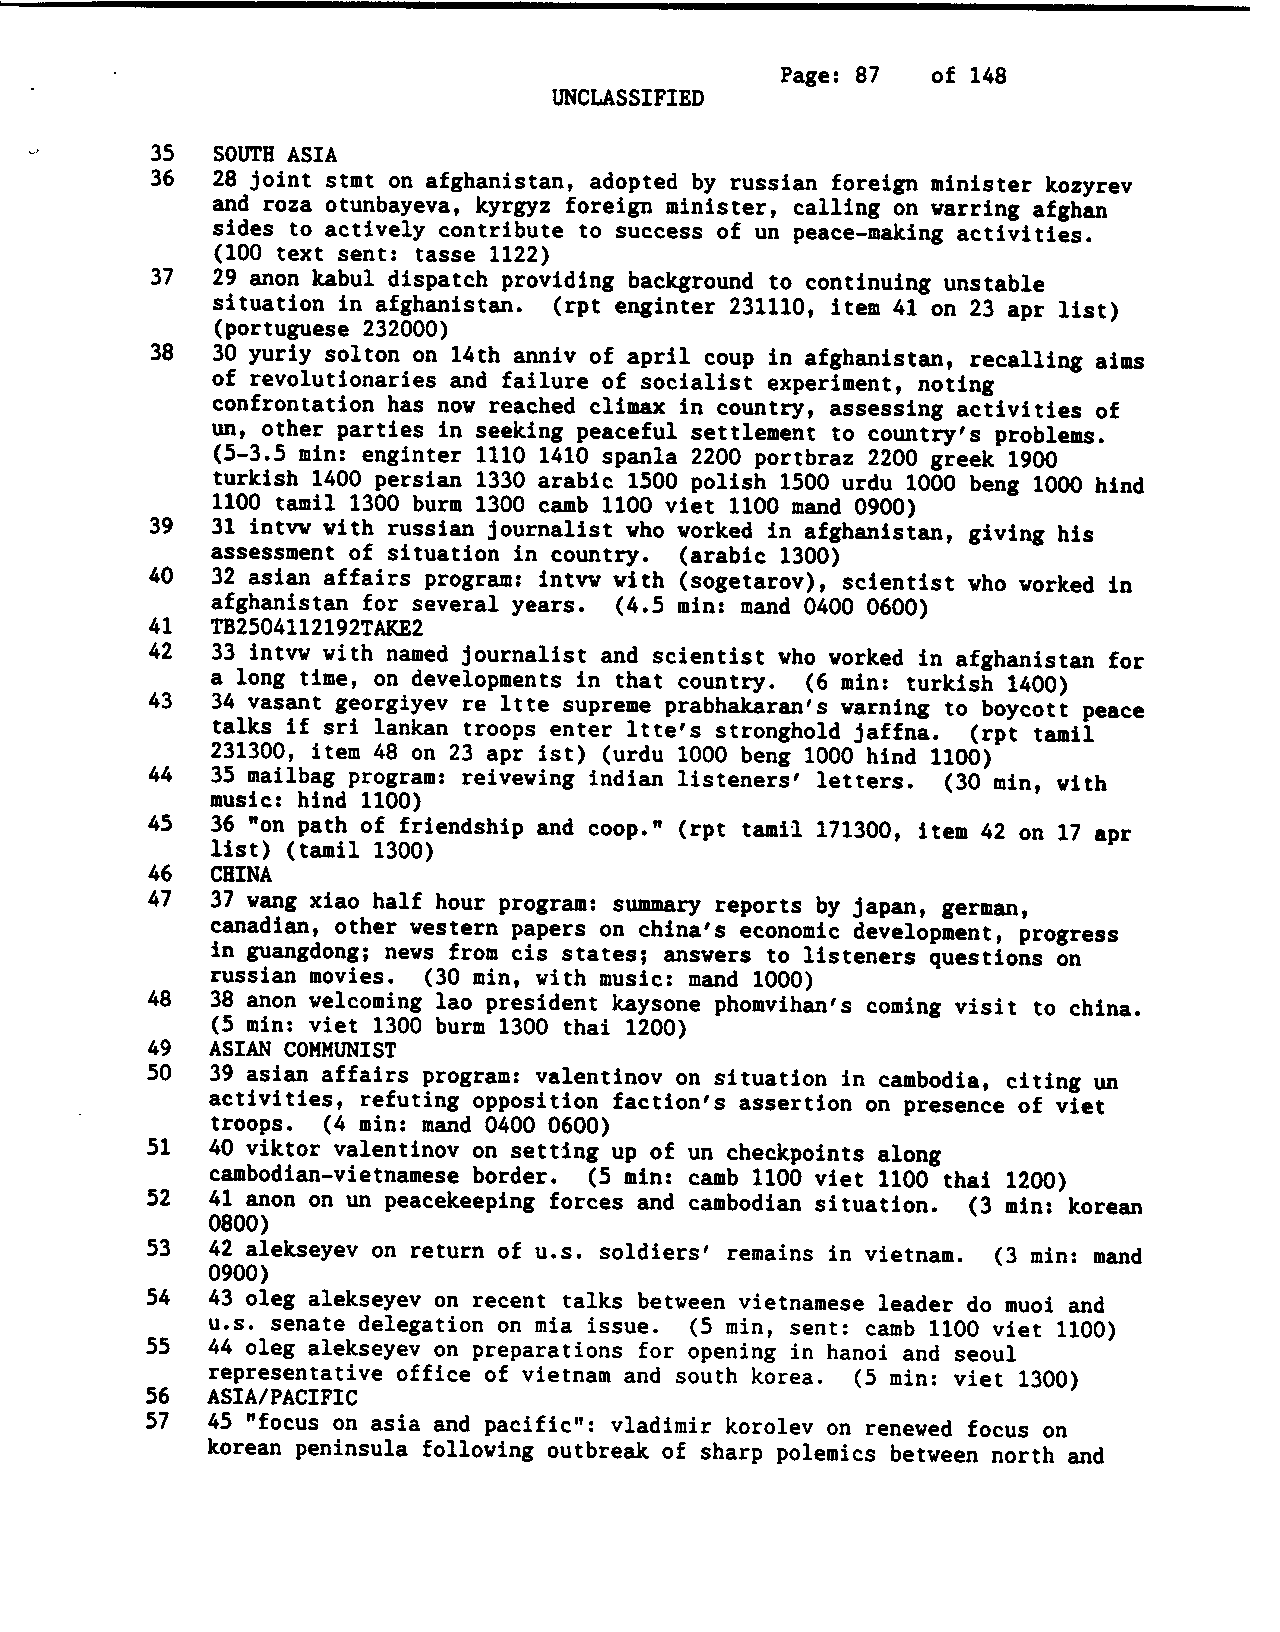 Page: 87 of 148
UNCLASSIFIED
35 SOUTH ASIA
36 28 joint stmt on afghanistan, adopted by russian foreign minister kozyrev
and roza otunbayeva, kyrgyz foreign minister, calling on warring afghan
sides to actively contribute to success of un peace-making activities.
(100 text sent: tasse 1122)
37 29 anon kabul dispatch providing background to continuing unstable
situation in afghanistan. (rpt enginter 231110, item 41 on 23 apr list)
(portuguese 232000)
38 30 yuriy solton on 14th anniv of april coup in afghanistan, recalling aims
of revolutionaries and failure of socialist experiment, noting
confrontation has now reached climax in country, assessing activities of
un, other parties in seeking peaceful settlement to country's problems.
(5-3.5 min: enginter 1110 1410 spanla 2200 portbraz 2200 greek 1900
turkish 1400 persian 1330 arabic 1500 polish 1500 urdu 1000 beng 1000 hind
1100 tamil 1300 burm 1300 camb 1100 viet 1100 mand 0900)
39 31 intvw with russian journalist who worked in afghanistan, giving his
assessment of situation in country. (arabic 1300)
40 32 asian affairs program: intvw with (sogetarov), scientist who worked in
afghanistan for several years. (4.5 min: mand 0400 0600)
41 TB2504112192TAKE2
42 33 intvw with named journalist and scientist who worked in afghanistan for
a long time, on developments in that country. (6 min: turkish 1400)
43 34 vasant georgiyev re ltte supreme prabhakaran's warning to boycott peace
talks if sri lankan troops enter ltte's stronghold jaffna. (rpt tamil
231300, item 48 on 23 apr ist) (urdu 1000 beng 1000 hind 1100)
44 35 mailbag program: reivewing indian listeners' letters. (30 min, with
music: hind 1100)
45 36 "on path of friendship and coop." (rpt tamil 171300, item 42 on 17 apr
list) (tamil 1300)
46 CHINA
47 37 wang xiao half hour program: summary reports by japan, german,
canadian, other western papers on china's economic development, progress
in guangdong; news from cis states; answers to listeners questions on
russian movies. (30 min, with music: mand 1000)
48 38 anon welcoming lao president kaysone phomvihan's coming visit to china.
(5 min: viet 1300 burm 1300 thai 1200)
49 ASIAN COMMUNIST
50 39 asian affairs program: valentinov on situation in cambodia, citing un
activities, refuting opposition faction's assertion on presence of viet
troops. (4 min: mand 0400 0600)
51 40 viktor valentinov on setting up of un checkpoints along
cambodian-vietnamese border. (5 min: camb 1100 viet 1100 thai 1200)
52 41 anon on un peacekeeping forces and cambodian situation. (3 min: korean
0800)
53 42 alekseyev on return of u.s. soldiers' remains in vietnam. (3 min: mand
0900)
54 43 oleg alekseyev on recent talks between vietnamese leader do muoi and
u.s. senate delegation on mia issue. (5 min, sent: camb 1100 viet 1100)
55 44 oleg alekseyev on preparations for opening in hanoi and seoul
representative office of vietnam and south korea. (5 min: viet 1300)
56 ASIA/PACIFIC
57 45 "focus on asia and pacific": vladimir korolev on renewed focus on
korean peninsula following outbreak of sharp polemics between north and